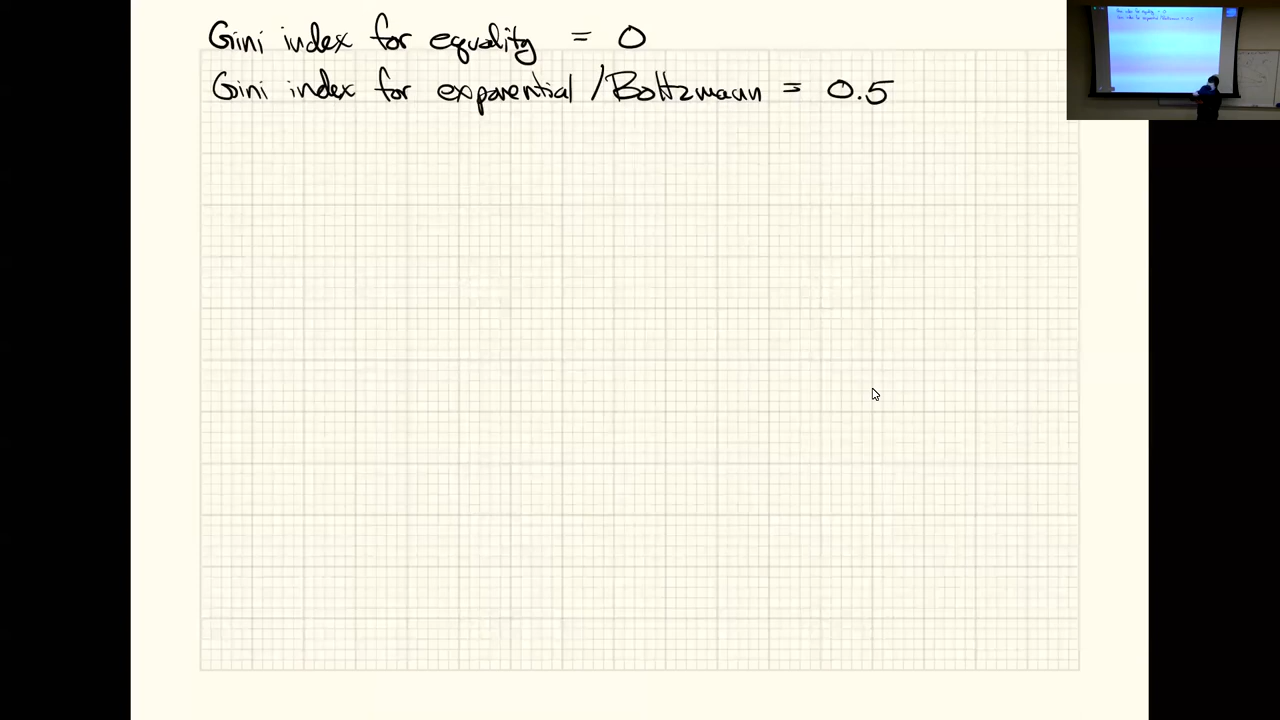 Gini index for equality = 0
Gini index for exponential / Boltzmann = 0.5